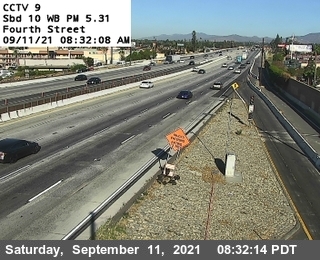 CCTV 9
Sbd 10 WB PM 5.31
Fourth Street
09/11/21 08:32:08 AM
Saturday, September 11, 2021 08:32:14 PDT